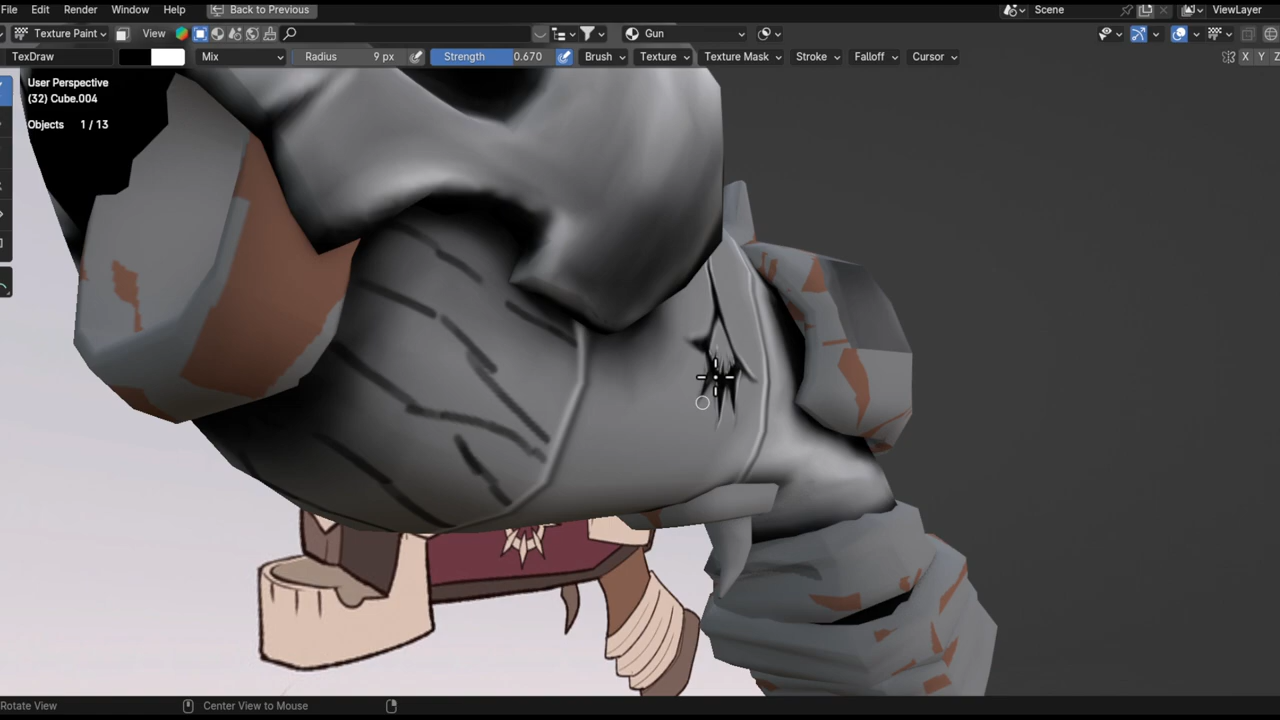 File Edit Render Window Help Back to Previous Scene ViewLayer
Texture Paint View Gun
TexDraw Mix Radius 9 px Strength 0.670 Brush Texture Texture Mask Stroke Falloff Cursor X Y Z
User Perspective
(32) Cube.004
Objects 1 / 13
Rotate View Center View to Mouse